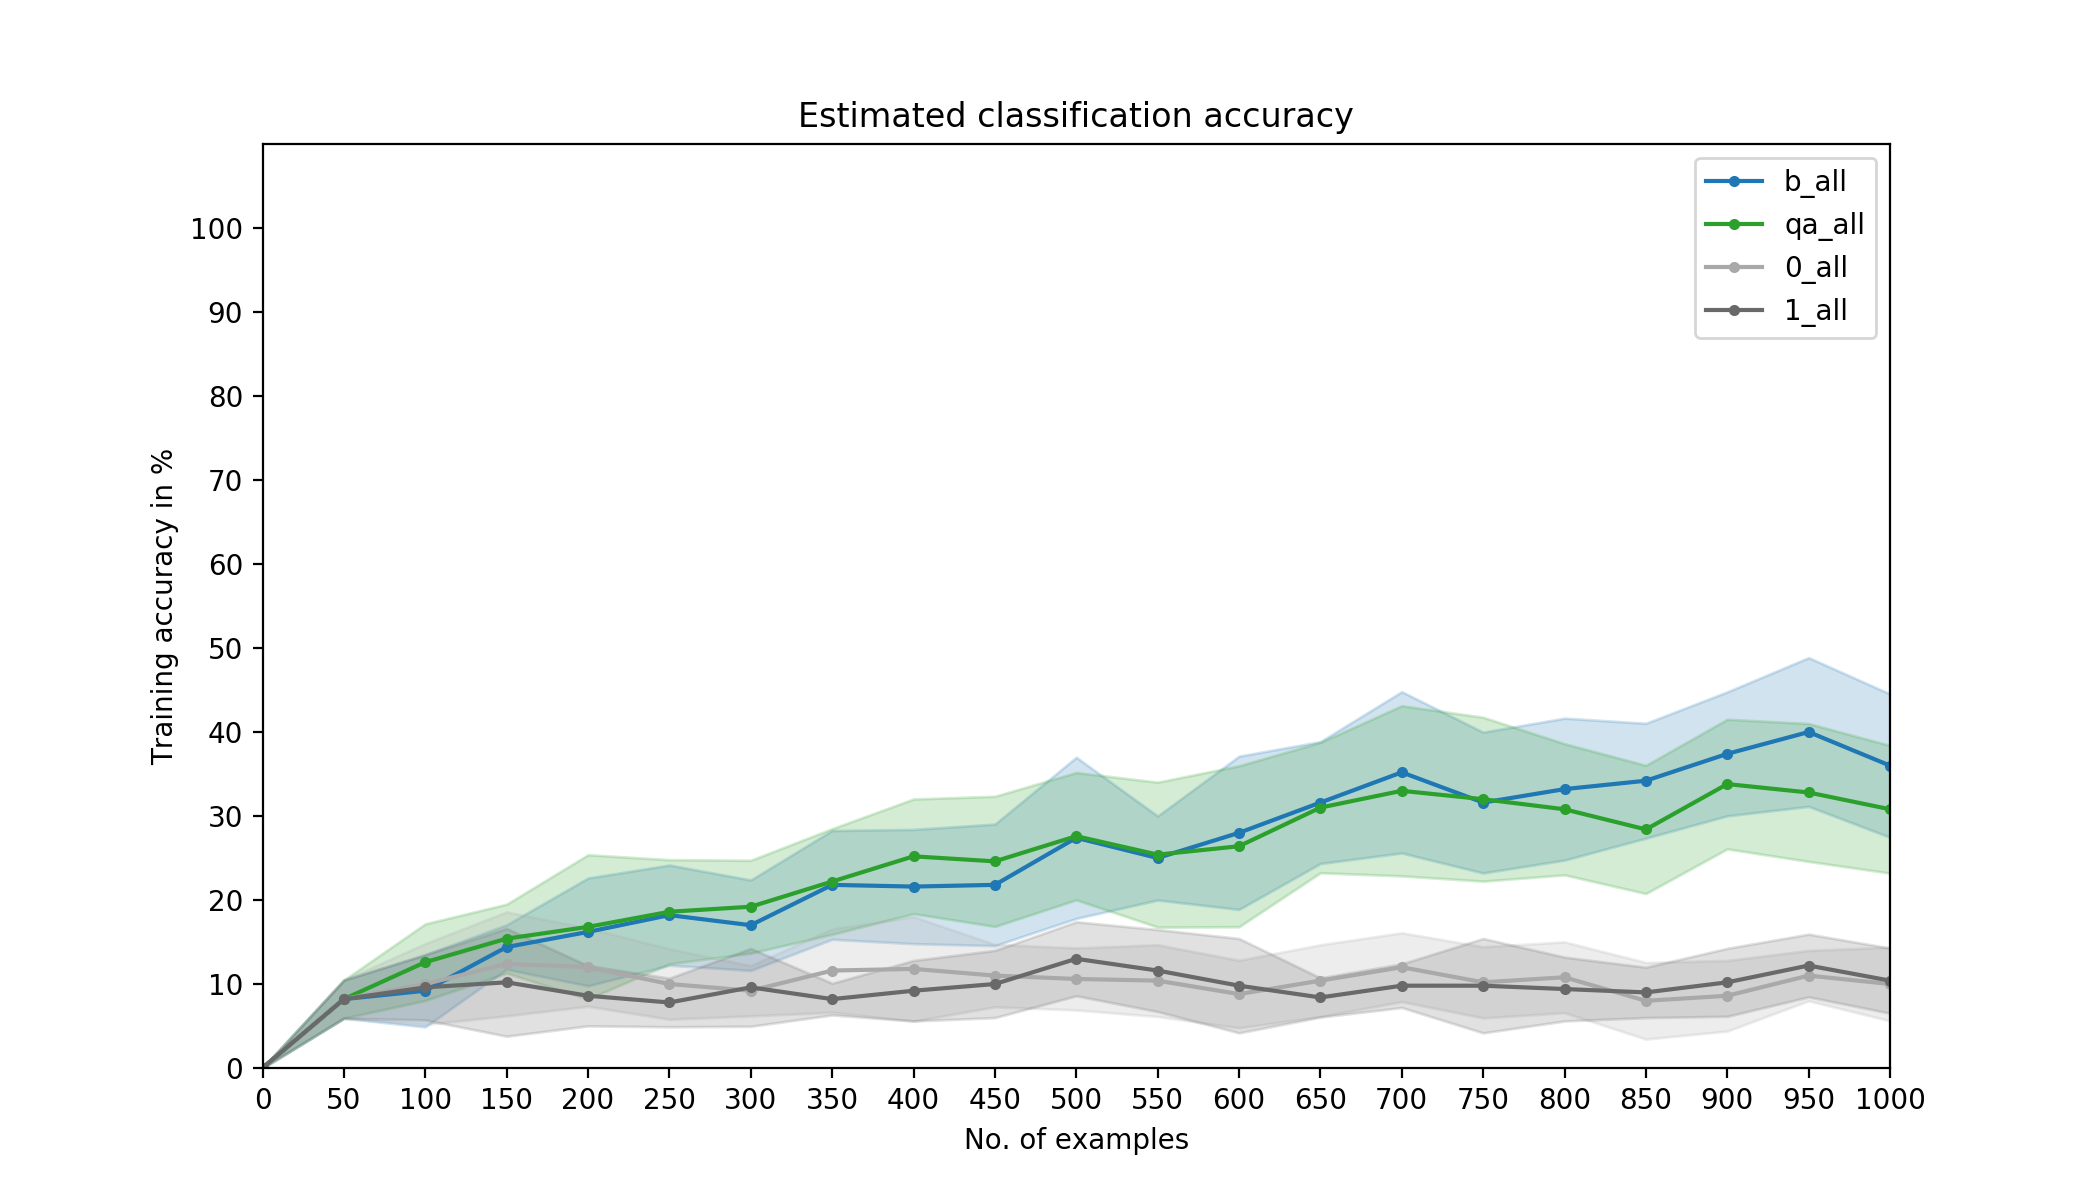 Estimated classification accuracy
b_all
qa_all
0_all
1_all
Training accuracy in %
100
90
80
70
60
50
40
30
20
10
0
0 50 100 150 200 250 300 350 400 450 500 550 600 650 700 750 800 850 900 950 1000
No. of examples